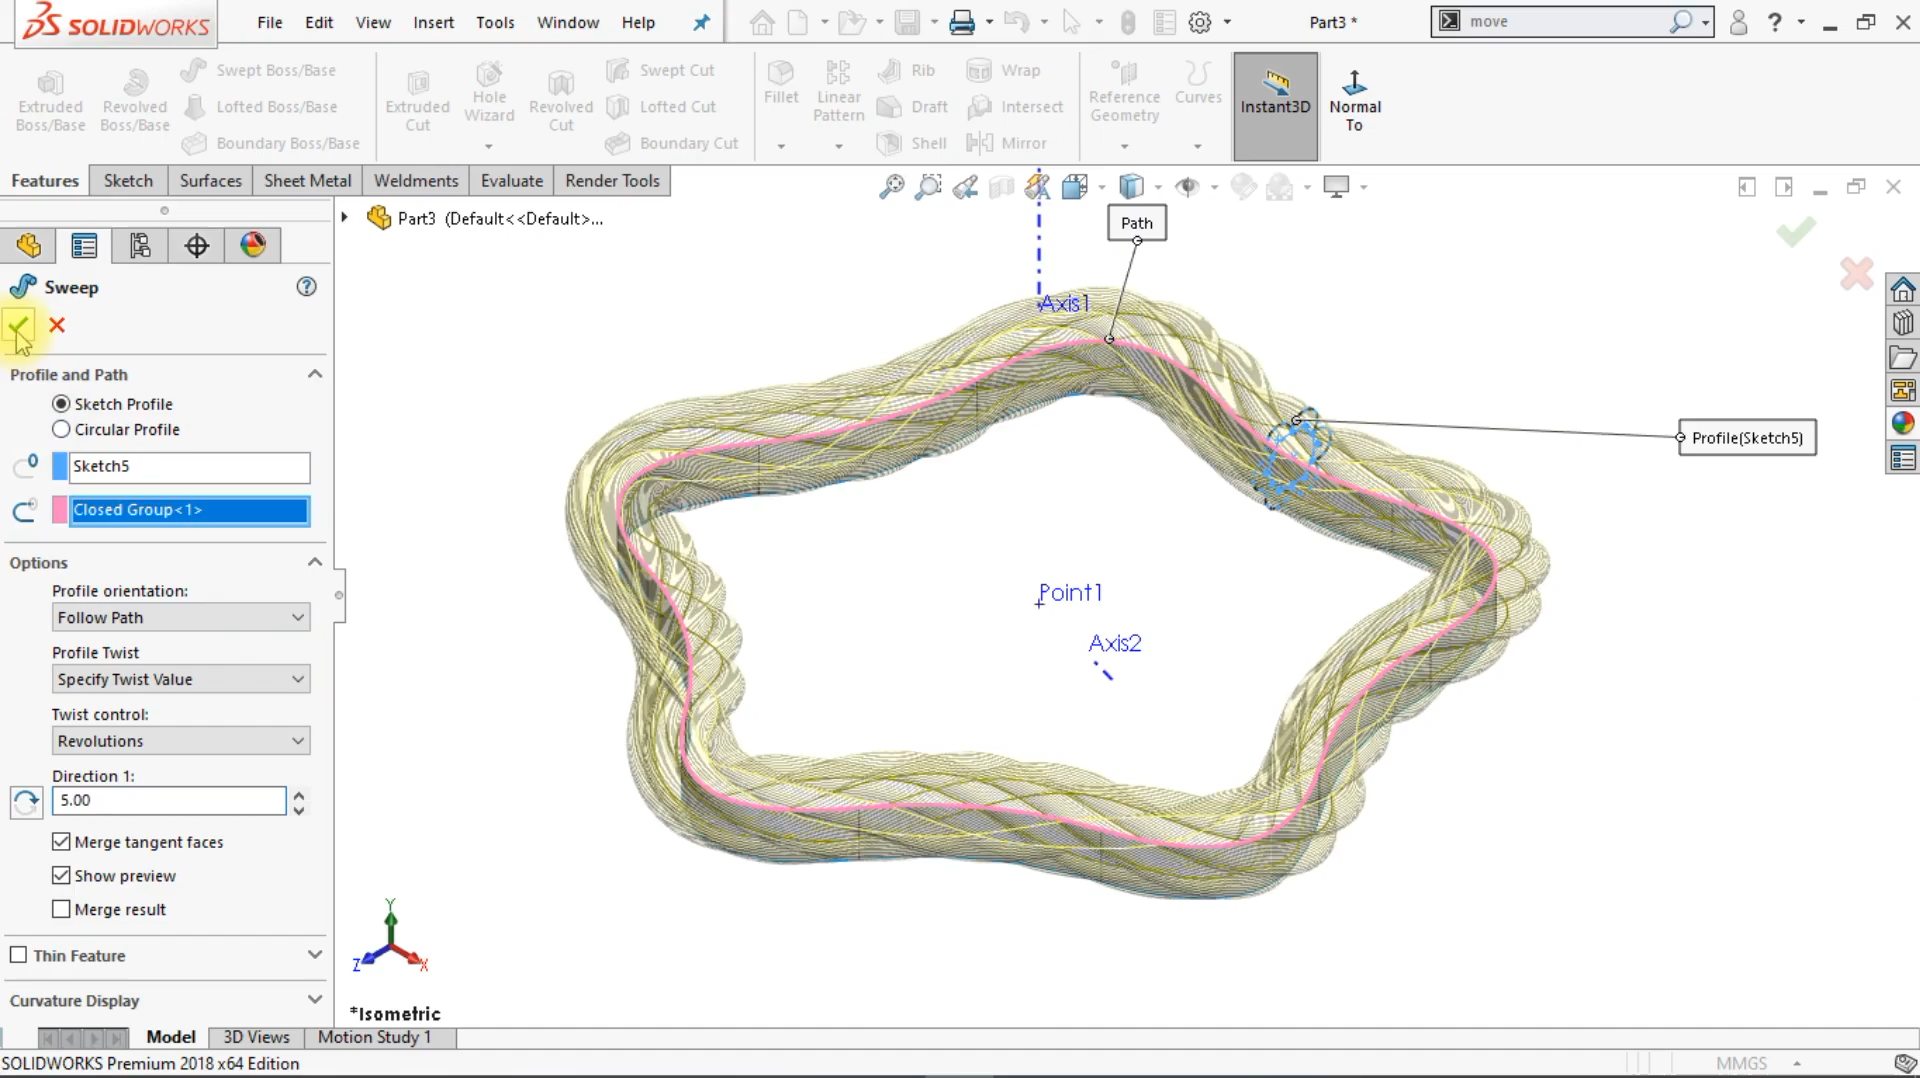 SOLIDWORKS File Edit View Insert Tools Window Help Part3 * move ?
Extruded Boss/Base
Revolved Boss/Base
Swept Boss/Base
Lofted Boss/Base
Boundary Boss/Base
Extruded Cut
Hole Wizard
Revolved Cut
Swept Cut
Lofted Cut
Boundary Cut
Fillet
Linear Pattern
Rib
Draft
Shell
Wrap
Intersect
Mirror
Reference Geometry
Curves
Instant3D
Normal To
Features Sketch Surfaces Sheet Metal Weldments Evaluate Render Tools
Part3 (Default<<Default>...
Path
Sweep
Axis1
Profile and Path
Sketch Profile
Circular Profile
Profile(Sketch5)
Sketch5
Closed Group<1>
Options
Profile orientation:
Follow Path
Point1
Profile Twist
Axis2
Specify Twist Value
Twist control:
Revolutions
Direction 1:
5.00
Merge tangent faces
Show preview
Merge result
Y
Z X
Thin Feature
Curvature Display
*Isometric
Model 3D Views Motion Study 1
SOLIDWORKS Premium 2018 x64 Edition MMGS